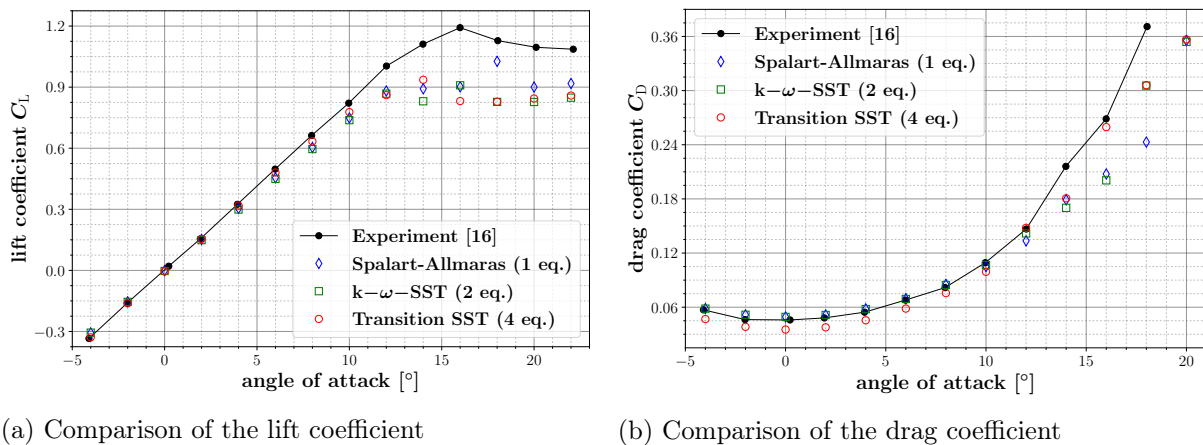 1.2
0.9
0.6
0.3
0.0
−0.3
lift coefficient C_L
Experiment [16]
Spalart-Allmaras (1 eq.)
k−ω−SST (2 eq.)
Transition SST (4 eq.)
−5 0 5 10 15 20
angle of attack [°]
(a) Comparison of the lift coefficient
0.36
0.30
0.24
0.18
0.12
0.06
drag coefficient C_D
Experiment [16]
Spalart-Allmaras (1 eq.)
k−ω−SST (2 eq.)
Transition SST (4 eq.)
−5 0 5 10 15 20
angle of attack [°]
(b) Comparison of the drag coefficient